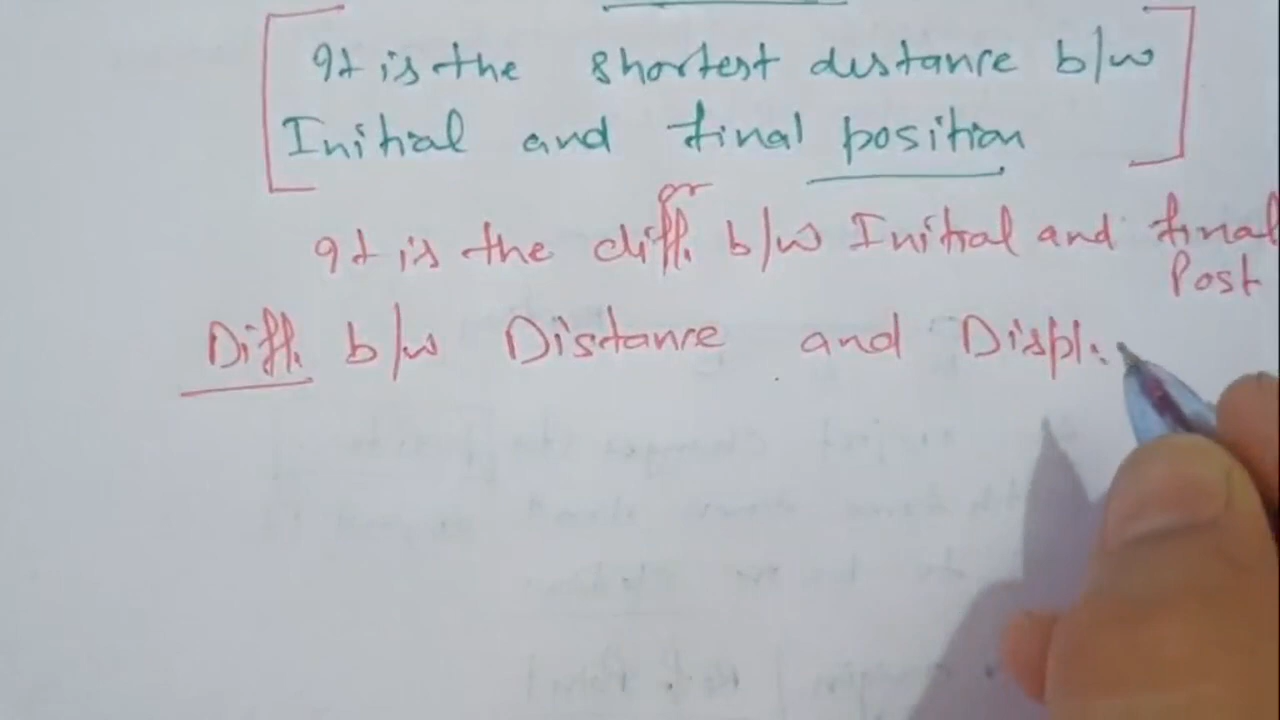 It is the shortest distance b/w
Initial and final position
or
It is the diff. b/w Initial and final
Post
Diff. b/w Distance and Displ.